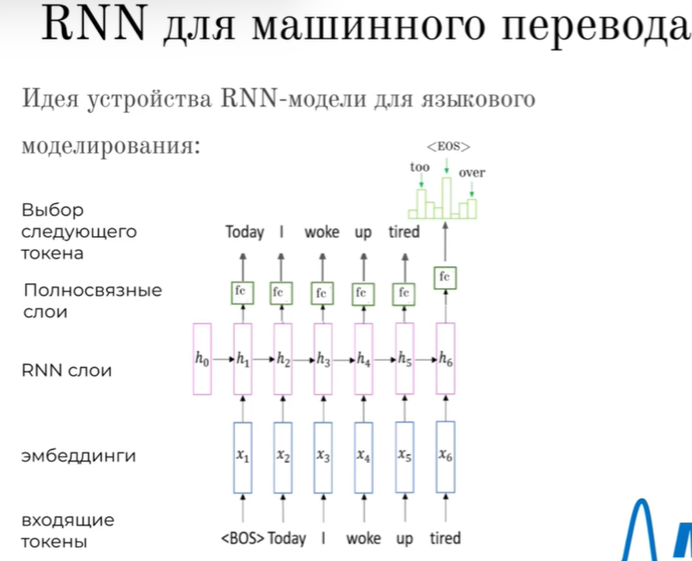 RNN для машинного перевода
Идея устройства RNN-модели для языкового
моделирования:
<EOS>
too
over
Выбор
следующего
токена
Today I woke up tired
Полносвязные
слои
fc fc fc fc fc fc
RNN слои
h₀ h₁ h₂ h₃ h₄ h₅ h₆
эмбеддинги
x₁ x₂ x₃ x₄ x₅ x₆
входящие
токены
<BOS> Today I woke up tired